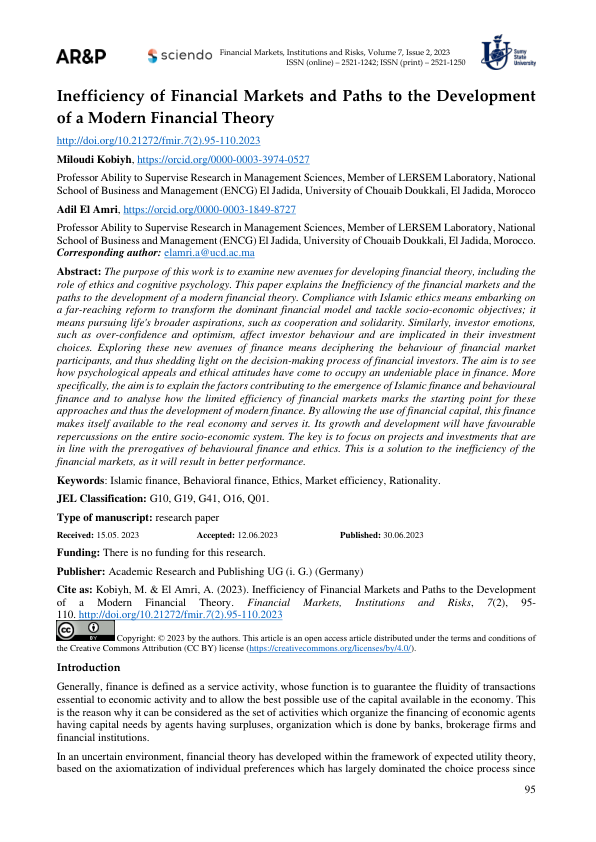 AR&P
sciendo
Financial Markets, Institutions and Risks, Volume 7, Issue 2, 2023
ISSN (online) – 2521-1242; ISSN (print) – 2521-1250
Sumy
State
University
Inefficiency of Financial Markets and Paths to the Development
of a Modern Financial Theory
http://doi.org/10.21272/fmir.7(2).95-110.2023
Miloudi Kobiyh, https://orcid.org/0000-0003-3974-0527
Professor Ability to Supervise Research in Management Sciences, Member of LERSEM Laboratory, National
School of Business and Management (ENCG) El Jadida, University of Chouaib Doukkali, El Jadida, Morocco
Adil El Amri, https://orcid.org/0000-0003-1849-8727
Professor Ability to Supervise Research in Management Sciences, Member of LERSEM Laboratory, National
School of Business and Management (ENCG) El Jadida, University of Chouaib Doukkali, El Jadida, Morocco.
Corresponding author: elamri.a@ucd.ac.ma
Abstract: The purpose of this work is to examine new avenues for developing financial theory, including the
role of ethics and cognitive psychology. This paper explains the Inefficiency of the financial markets and the
paths to the development of a modern financial theory. Compliance with Islamic ethics means embarking on
a far-reaching reform to transform the dominant financial model and tackle socio-economic objectives; it
means pursuing life's broader aspirations, such as cooperation and solidarity. Similarly, investor emotions,
such as over-confidence and optimism, affect investor behaviour and are implicated in their investment
choices. Exploring these new avenues means deciphering the behaviour of financial market
participants, and thus shedding light on the decision-making process of financial investors. The aim is to see
how psychological appeals and ethical attitudes have come to occupy an undeniable place in finance. More
specifically, the aim is to explain the factors contributing to the emergence of Islamic finance and behavioural
finance and to analyse how the limited efficiency of financial markets marks the starting point for these
approaches and thus the development of modern finance. By allowing the use of financial capital, this finance
makes itself available to the real economy and serves it. Its growth and development will have favourable
repercussions on the entire socio-economic system. The key is to focus on projects and investments that are
in line with the prerogatives of behavioural finance and ethics. This is a solution to the inefficiency of the
financial markets, as it will result in better performance.
Keywords: Islamic finance, Behavioral finance, Ethics, Market efficiency, Rationality.
JEL Classification: G10, G19, G41, O16, Q01.
Type of manuscript: research paper
Received: 15.05. 2023 Accepted: 12.06.2023 Published: 30.06.2023
Funding: There is no funding for this research.
Publisher: Academic Research and Publishing UG (i. G.) (Germany)
Cite as: Kobiyh, M. & El Amri, A. (2023). Inefficiency of Financial Markets and Paths to the Development
of a Modern Financial Theory. Financial Markets, Institutions and Risks, 7(2), 95-
110. http://doi.org/10.21272/fmir.7(2).95-110.2023
cc BY Copyright: © 2023 by the authors. This article is an open access article distributed under the terms and conditions of
the Creative Commons Attribution (CC BY) license (https://creativecommons.org/licenses/by/4.0/).
Introduction
Generally, finance is defined as a service activity, whose function is to guarantee the fluidity of transactions
essential to economic activity and to allow the best possible use of the capital available in the economy. This
is the reason why it can be considered as the set of activities which organize the financing of economic agents
having capital needs by agents having surpluses, organization which is done by banks, brokerage firms and
financial institutions.
In an uncertain environment, financial theory has developed within the framework of expected utility theory,
based on the axiomatization of individual preferences which has largely dominated the choice process since
95